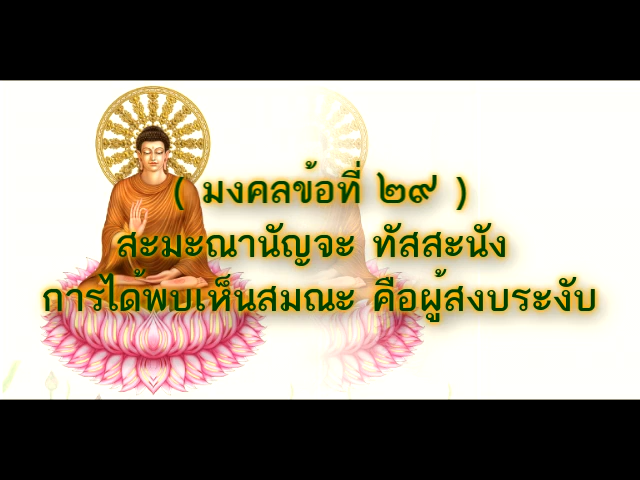 ( มงคลข้อที่ ๒๙ )
สะมะณานัญจะ ทัสสะนัง
การได้พบเห็นสมณะ คือผู้สงบระงับ